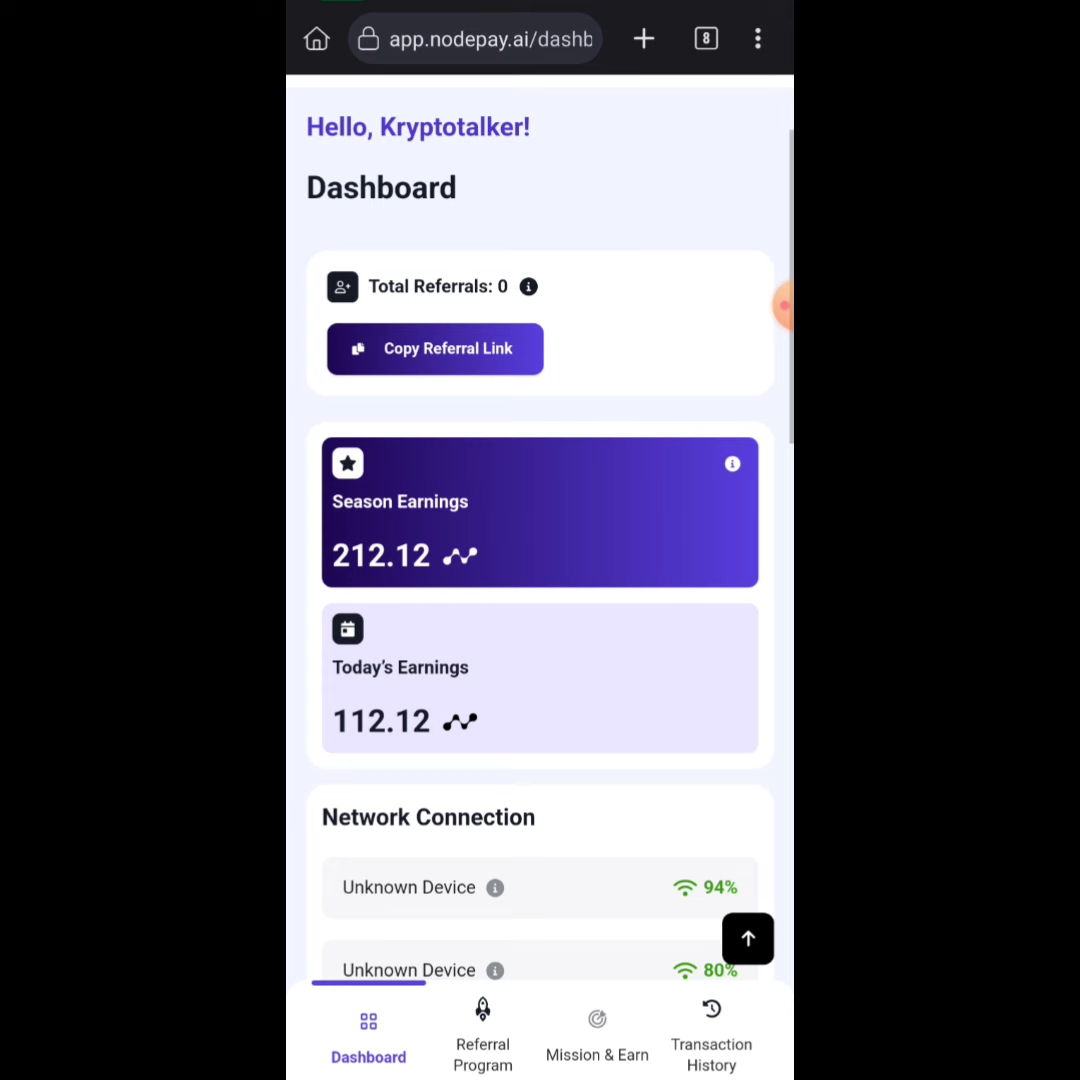 8
app.nodepay.ai/dashb
Hello, Kryptotalker!
Dashboard
Total Referrals: 0
Copy Referral Link
Season Earnings
212.12
Today's Earnings
112.12
Network Connection
Unknown Device
94%
Unknown Device
80%
Dashboard
Referral
Program
Mission & Earn
Transaction
History